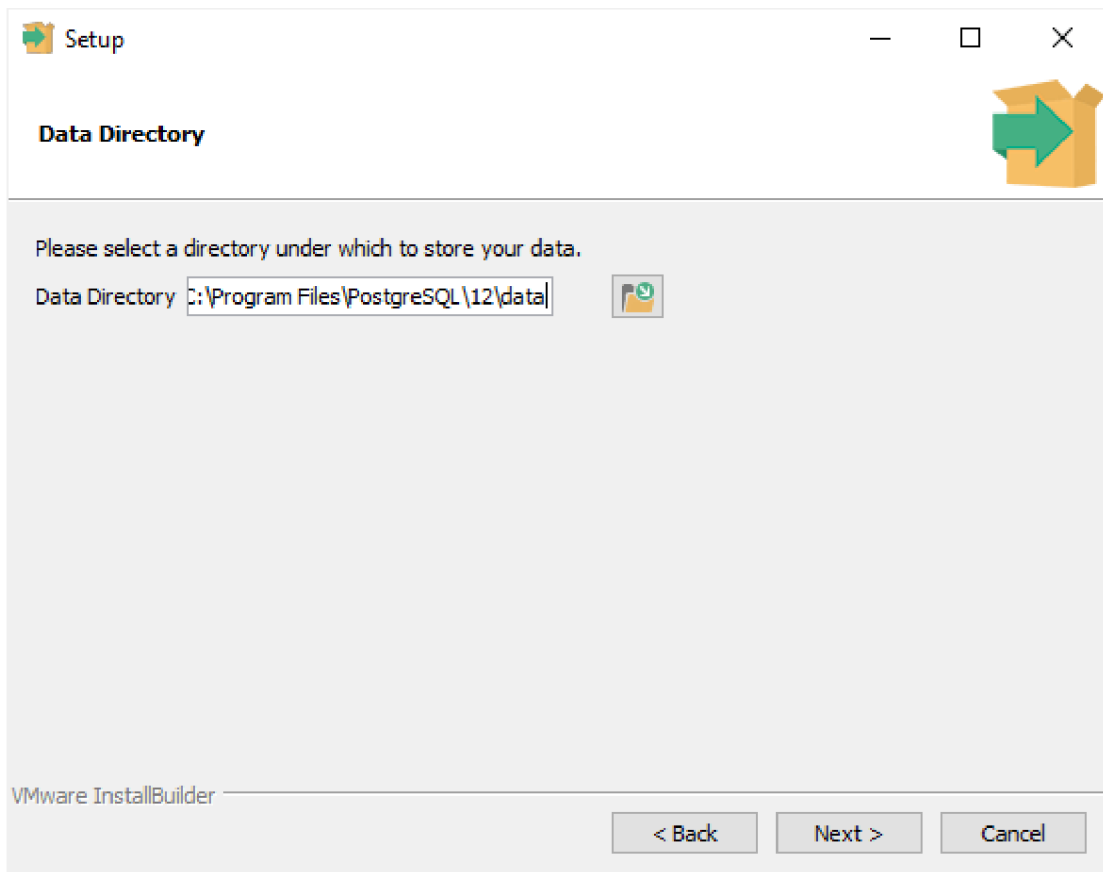 Setup
Data Directory
Please select a directory under which to store your data.
Data Directory C:\Program Files\PostgreSQL\12\data
VMware InstallBuilder
< Back Next > Cancel